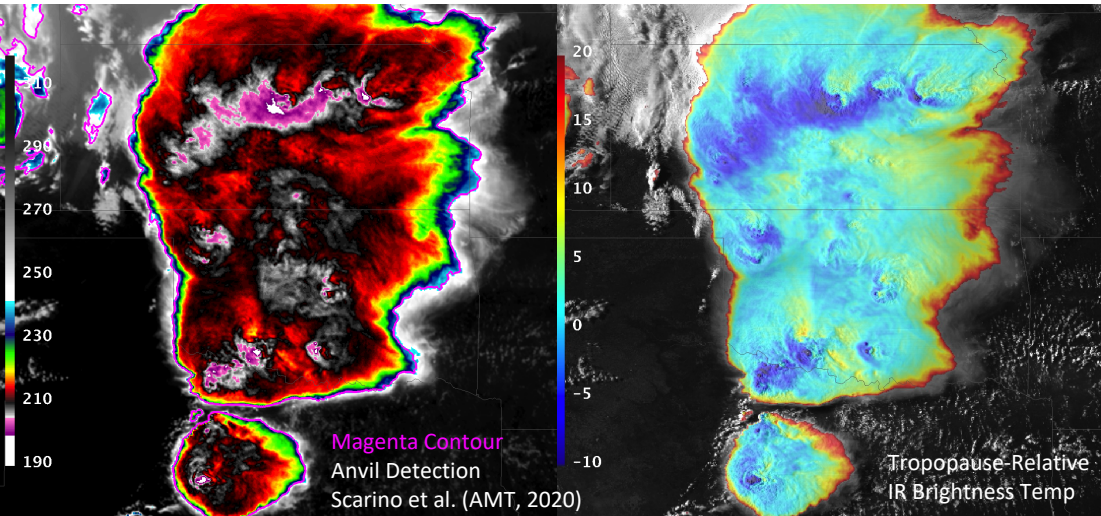 310
290
270
250
230
210
190
Magenta Contour
Anvil Detection
Scarino et al. (AMT, 2020)
20
15
10
5
0
-5
-10
Tropopause-Relative
IR Brightness Temp